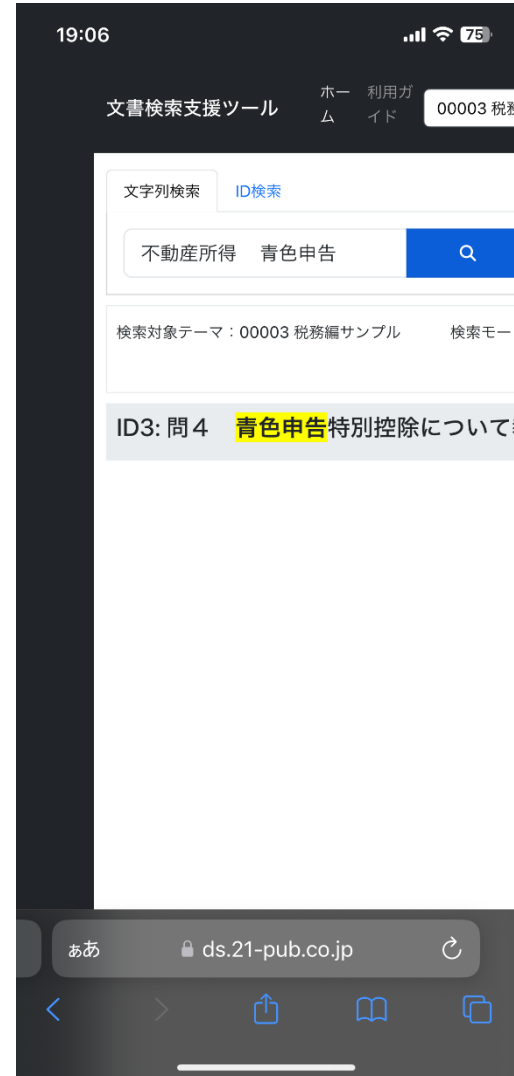 19:06
75
文書検索支援ツール
ホーム
利用ガイド
00003 税務
文字列検索
ID検索
不動産所得　青色申告
検索対象テーマ：00003 税務編サンプル
検索モー
ID3: 問４　青色申告特別控除について
ぁあ
ds.21-pub.co.jp